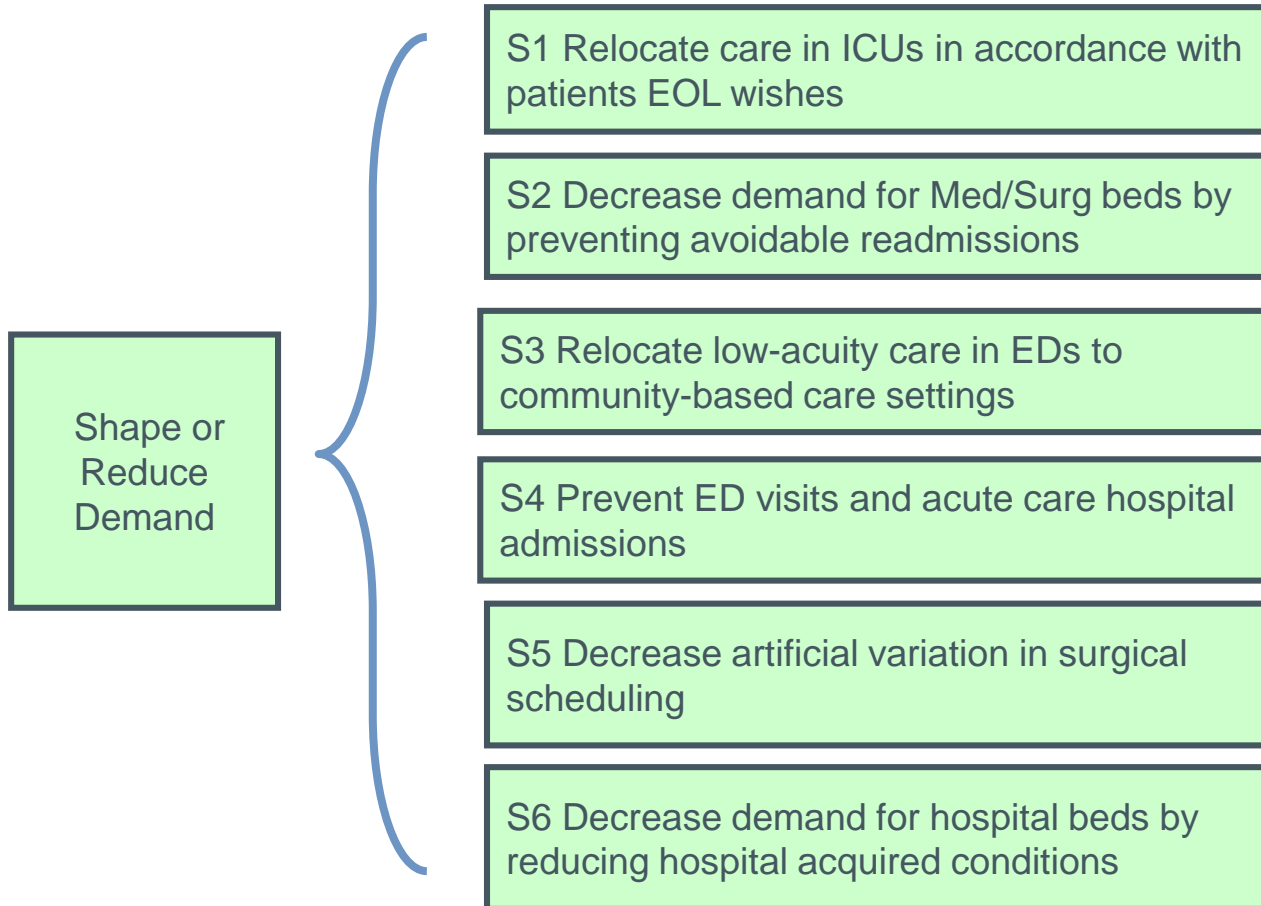 Shape or
Reduce
Demand
S1 Relocate care in ICUs in accordance with
patients EOL wishes
S2 Decrease demand for Med/Surg beds by
preventing avoidable readmissions
S3 Relocate low-acuity care in EDs to
community-based care settings
S4 Prevent ED visits and acute care hospital
admissions
S5 Decrease artificial variation in surgical
scheduling
S6 Decrease demand for hospital beds by
reducing hospital acquired conditions